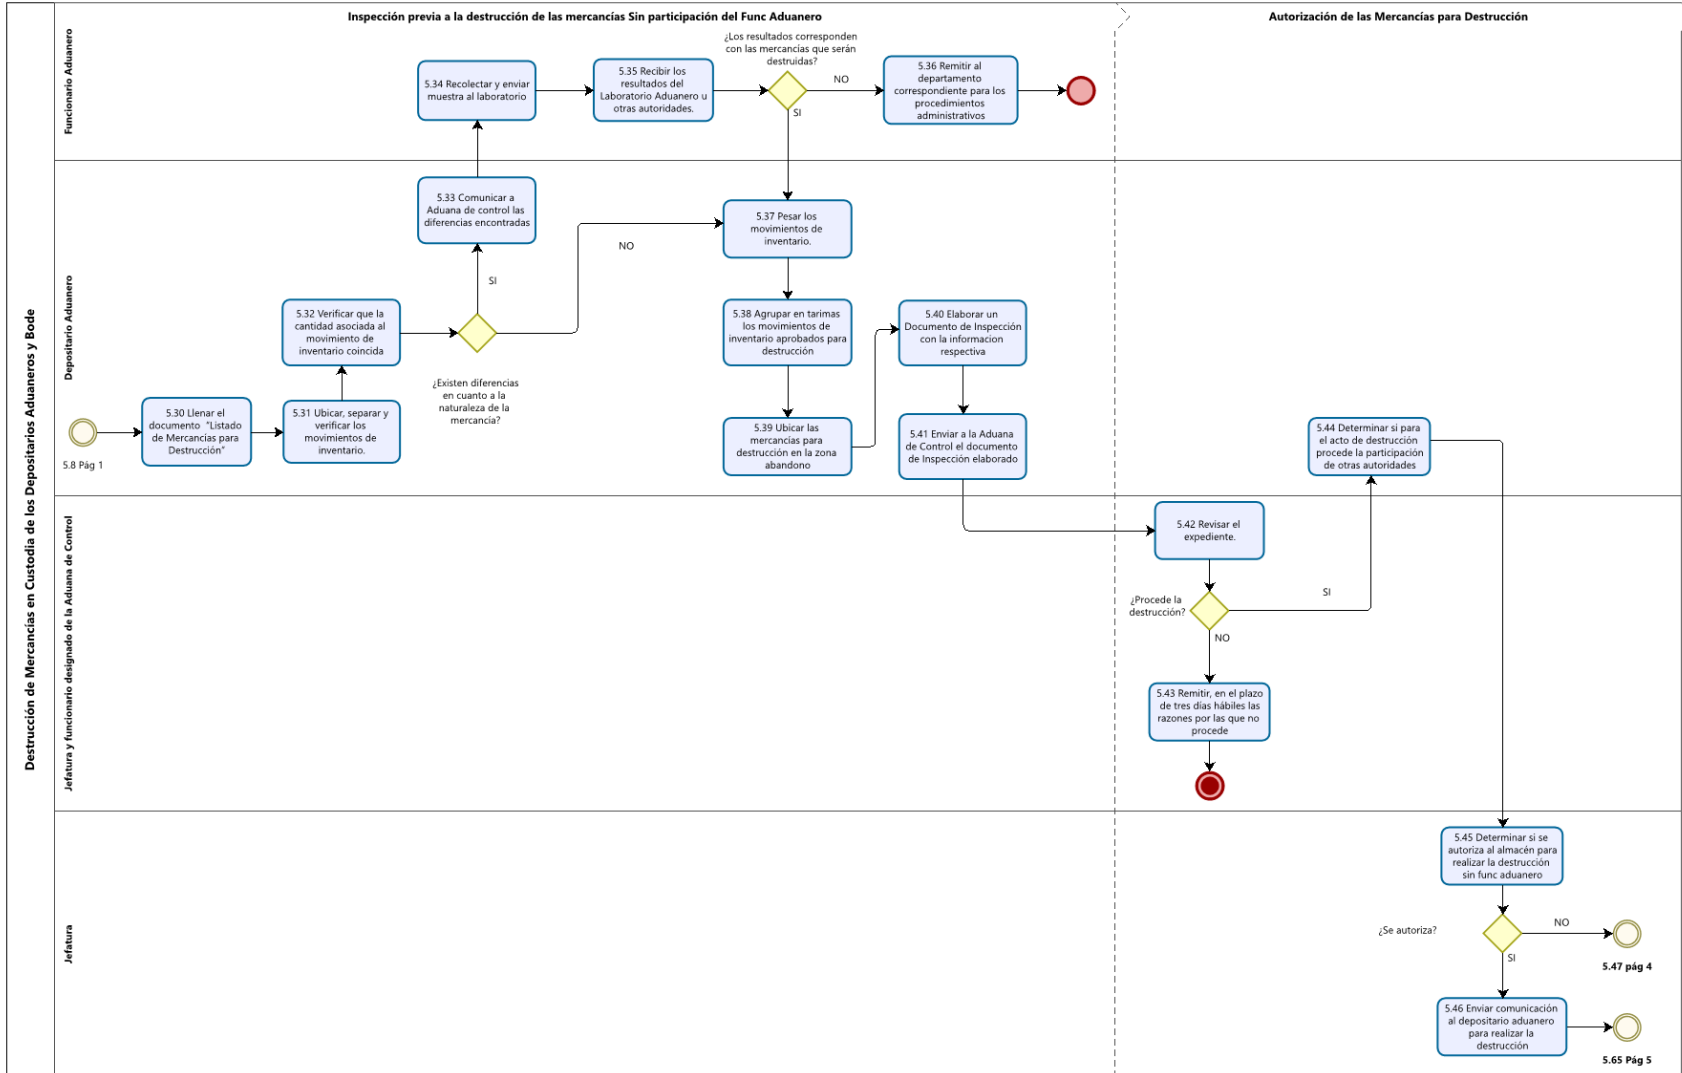 Destrucción de Mercancías en Custodia de los Depositarios Aduaneros y Bode
Inspección previa a la destrucción de las mercancías Sin participación del Func Aduanero
Autorización de las Mercancías para Destrucción
Funcionario Aduanero
5.34 Recolectar y enviar
muestra al laboratorio
5.35 Recibir los
resultados del
Laboratorio Aduanero u
otras autoridades.
¿Los resultados corresponden
con las mercancías que serán
destruidas?
NO
SI
5.36 Remitir al
departamento
correspondiente para los
procedimientos
administrativos
Depositario Aduanero
5.8 Pág 1
5.30 Llenar el
documento “Listado
de Mercancías para
Destrucción”
5.31 Ubicar, separar y
verificar los
movimientos de
inventario.
5.32 Verificar que la
cantidad asociada al
movimiento de
inventario coincida
¿Existen diferencias
en cuanto a la
naturaleza de la
mercancía?
SI
NO
5.33 Comunicar a
Aduana de control las
diferencias encontradas
5.37 Pesar los
movimientos de
inventario.
5.38 Agrupar en tarimas
los movimientos de
inventario aprobados para
destrucción
5.39 Ubicar las
mercancías para
destrucción en la zona
abandono
5.40 Elaborar un
Documento de Inspección
con la informacion
respectiva
5.41 Enviar a la Aduana
de Control el documento
de Inspección elaborado
5.44 Determinar si para
el acto de destrucción
procede la participación
de otras autoridades
Jefatura y funcionario designado de la Aduana de Control
5.42 Revisar el
expediente.
¿Procede la
destrucción?
SI
NO
5.43 Remitir, en el plazo
de tres días hábiles las
razones por las que no
procede
Jefatura
5.45 Determinar si se
autoriza al almacén para
realizar la destrucción
sin func aduanero
¿Se autoriza?
NO
SI
5.47 pág 4
5.46 Enviar comunicación
al depositario aduanero
para realizar la
destrucción
5.65 Pág 5